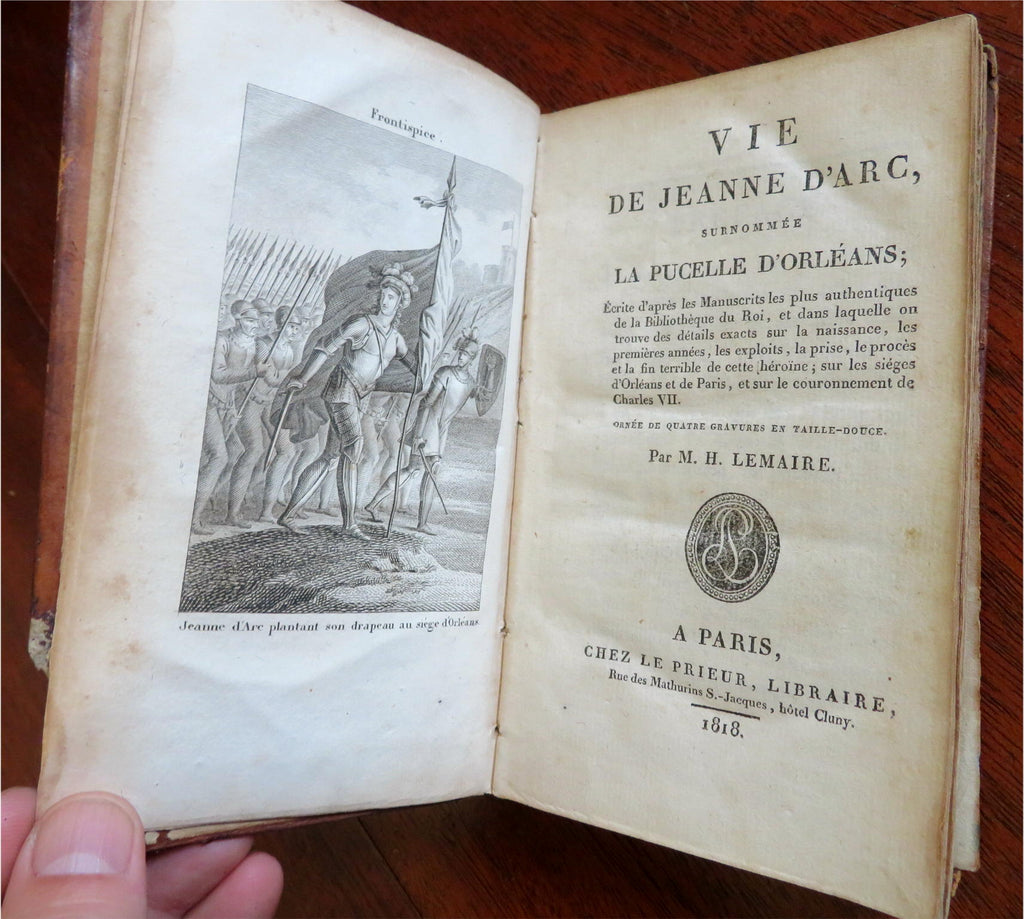 Frontispice.
Jeanne d'Arc plantant son drapeau au siége d'Orléans
VIE
DE JEANNE D'ARC,
SURNOMMÉE
LA PUCELLE D'ORLÉANS;
Écrite d'après les Manuscrits les plus authentiques
de la Bibliothèque du Roi, et dans laquelle on
trouve des détails exacts sur la naissance, les
premières années, les exploits, la prise, le procès
et la fin terrible de cette héroïne; sur les siéges
d'Orléans et de Paris, et sur le couronnement de
Charles VII.
ORNÉE DE QUATRE GRAVURES EN TAILLE-DOUCE.
Par M. H. LEMAIRE.
A PARIS,
CHEZ LE PRIEUR, LIBRAIRE,
Rue des Mathurins S.-Jacques, hôtel Cluny.
1818.